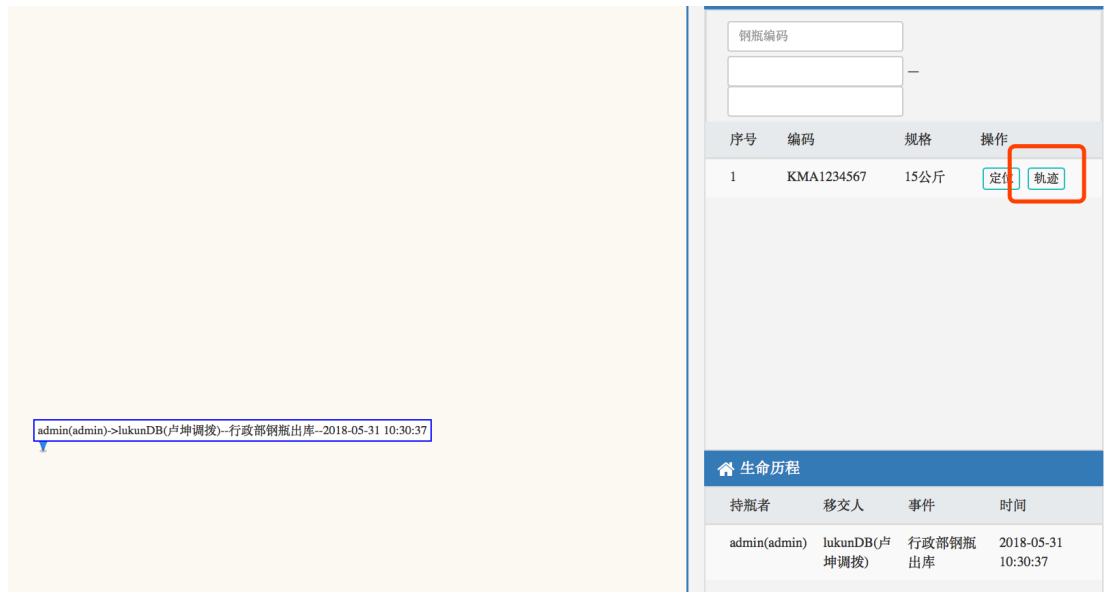 钢瓶编码
—
序号 编码 规格 操作
1 KMA1234567 15公斤 定位 轨迹
admin(admin)->lukunDB(卢坤调拨)--行政部钢瓶出库--2018-05-31 10:30:37
生命历程
持瓶者 移交人 事件 时间
admin(admin) lukunDB(卢 行政部钢瓶 2018-05-31
坤调拨) 出库 10:30:37